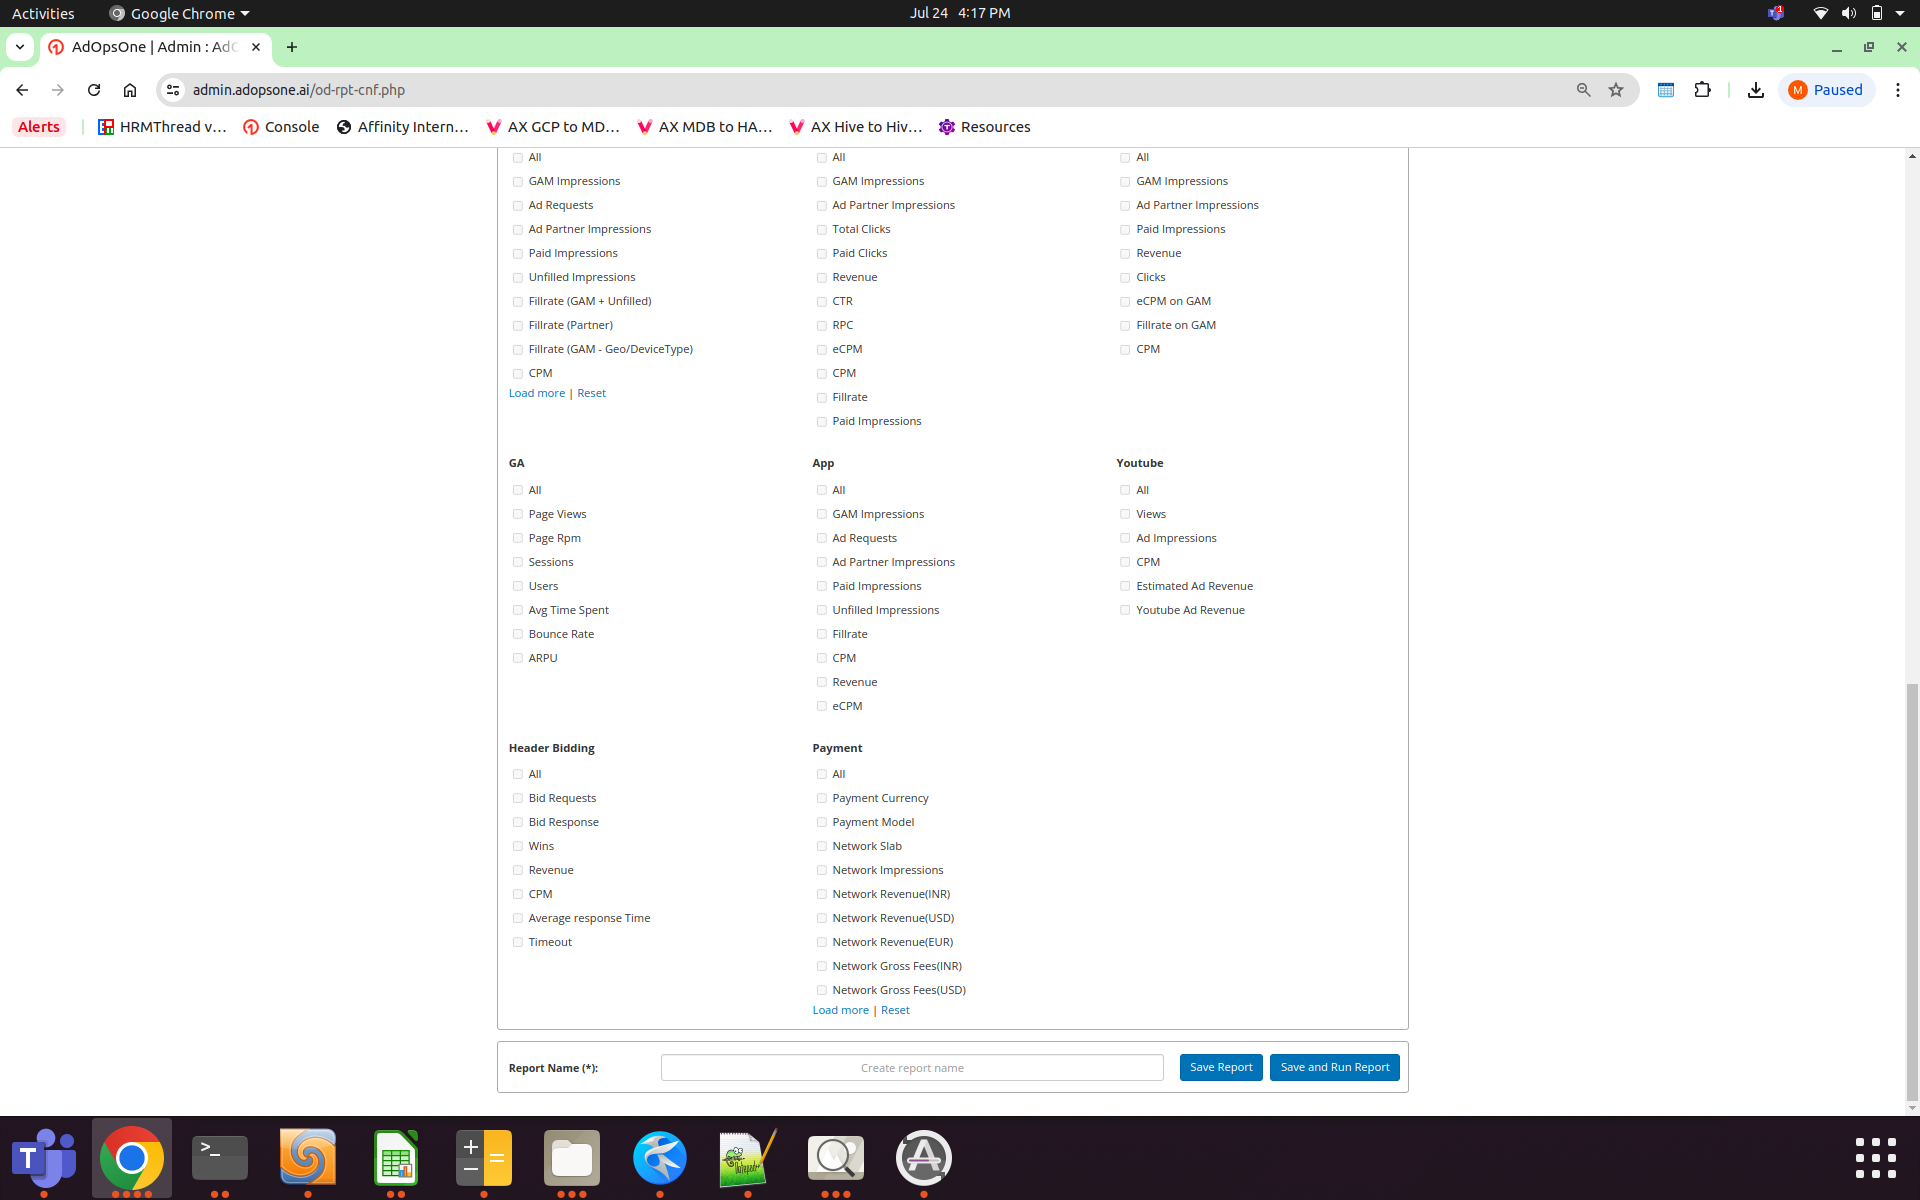 Activities
Google Chrome
Jul 24 4:17 PM
1
AdOpsOne | Admin : AdO
admin.adopsone.ai/od-rpt-cnf.php
M
Paused
Alerts
HRMThread v...
Console
Affinity Intern...
AX GCP to MD...
AX MDB to HA...
AX Hive to Hiv...
Resources
All
GAM Impressions
Ad Requests
Ad Partner Impressions
Paid Impressions
Unfilled Impressions
Fillrate (GAM + Unfilled)
Fillrate (Partner)
Fillrate (GAM - Geo/DeviceType)
CPM
Load more | Reset
All
GAM Impressions
Ad Partner Impressions
Total Clicks
Paid Clicks
Revenue
CTR
RPC
eCPM
CPM
Fillrate
Paid Impressions
All
GAM Impressions
Ad Partner Impressions
Paid Impressions
Revenue
Clicks
eCPM on GAM
Fillrate on GAM
CPM
GA
All
Page Views
Page Rpm
Sessions
Users
Avg Time Spent
Bounce Rate
ARPU
App
All
GAM Impressions
Ad Requests
Ad Partner Impressions
Paid Impressions
Unfilled Impressions
Fillrate
CPM
Revenue
eCPM
Youtube
All
Views
Ad Impressions
CPM
Estimated Ad Revenue
Youtube Ad Revenue
Header Bidding
All
Bid Requests
Bid Response
Wins
Revenue
CPM
Average response Time
Timeout
Payment
All
Payment Currency
Payment Model
Network Slab
Network Impressions
Network Revenue(INR)
Network Revenue(USD)
Network Revenue(EUR)
Network Gross Fees(INR)
Network Gross Fees(USD)
Load more | Reset
Report Name (*):
Create report name
Save Report
Save and Run Report